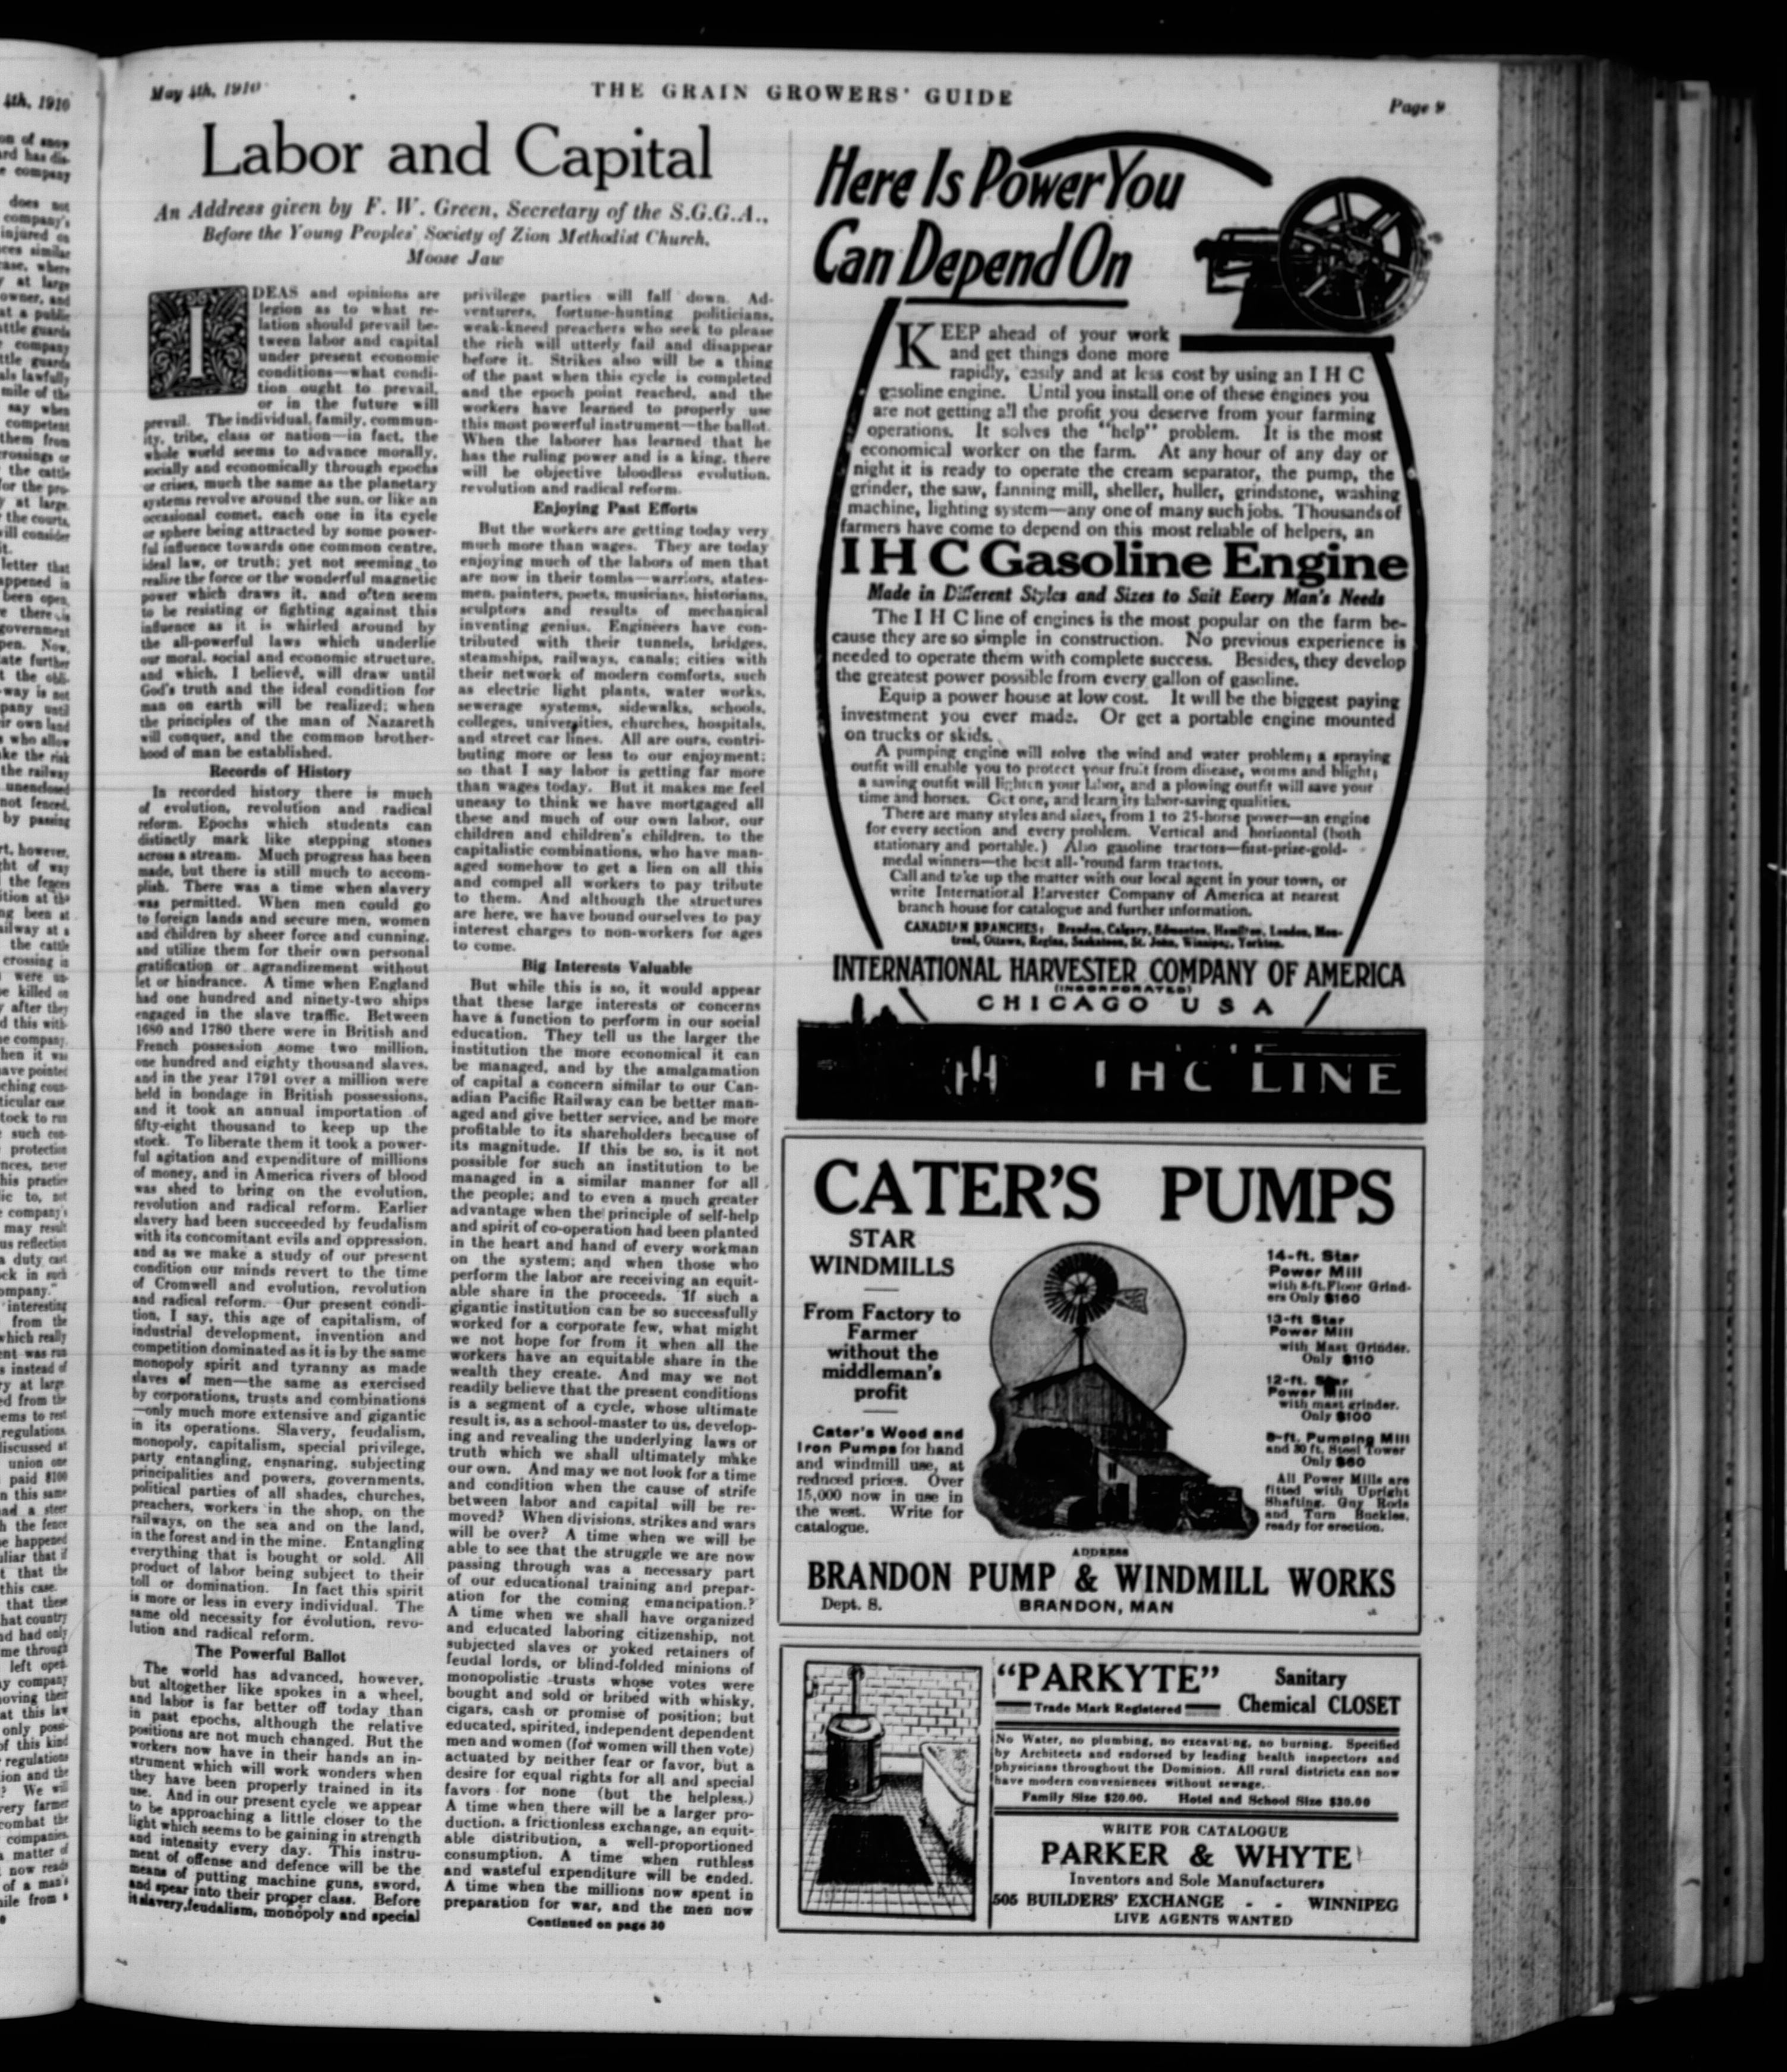 May 4th, 1910
THE GRAIN GROWERS' GUIDE
Page 9
Labor and Capital
An Address given by F. W. Green, Secretary of the S.G.G.A.,
Before the Young Peoples' Society of Zion Methodist Church,
Moose Jaw
IDEAS and opinions are
legion as to what re-
lation should prevail be-
tween labor and capital
under present economic
conditions—what condi-
tion ought to prevail,
or in the future will
prevail. The individual, family, commun-
ity, tribe, class or nation—in fact, the
whole world seems to advance morally,
socially and economically through epochs
or crises, much the same as the planetary
systems revolve around the sun, or like an
occasional comet, each one in its cycle
or sphere being attracted by some power-
ful influence towards one common centre,
ideal law, or truth; yet not seeming to
realize the force or the wonderful magnetic
power which draws it, and often seem
to be resisting or fighting against this
influence as it is whirled around by
the all-powerful laws which underlie
our moral, social and economic structure,
and which, I believe, will draw until
God's truth and the ideal condition for
man on earth will be realized; when
the principles of the man of Nazareth
will conquer, and the common brother-
hood of man be established.
Records of History
In recorded history there is much
of evolution, revolution and radical
reform. Epochs which students can
distinctly mark like stepping stones
across a stream. Much progress has been
made, but there is still much to accom-
plish. There was a time when slavery
was permitted. When men could go
to foreign lands and secure men, women
and children by sheer force and cunning,
and utilize them for their own personal
gratification or agrandizement without
let or hindrance. A time when England
had one hundred and ninety-two ships
engaged in the slave traffic. Between
1680 and 1780 there were in British and
French possession some two million,
one hundred and eighty thousand slaves,
and in the year 1791 over a million were
held in bondage in British possessions,
and it took an annual importation of
fifty-eight thousand to keep up the
stock. To liberate them it took a power-
ful agitation and expenditure of millions
of money, and in America rivers of blood
was shed to bring on the evolution,
revolution and radical reform. Earlier
slavery had been succeeded by feudalism
with its concomitant evils and oppression,
and as we make a study of our present
condition our minds revert to the time
of Cromwell and evolution, revolution
and radical reform. Our present condi-
tion, I say, this age of capitalism, of
industrial development, invention and
competition dominated as it is by the same
monopoly spirit and tyranny as made
slaves of men—the same as exercised
by corporations, trusts and combinations
—only much more extensive and gigantic
in its operations. Slavery, feudalism,
monopoly, capitalism, special privilege,
party entangling, ensnaring, subjecting
principalities and powers, governments,
political parties of all shades, churches,
preachers, workers in the shop, on the
railways, on the sea and on the land,
in the forest and in the mine. Entangling
everything that is bought or sold. All
product of labor being subject to their
toll or domination. In fact this spirit
is more or less in every individual. The
same old necessity for evolution, revo-
lution and radical reform.
The Powerful Ballot
The world has advanced, however,
but altogether like spokes in a wheel,
and labor is far better off today than
in past epochs, although the relative
positions are not much changed. But the
workers now have in their hands an in-
strument which will work wonders when
they have been properly trained in its
use. And in our present cycle we appear
to be approaching a little closer to the
light which seems to be gaining in strength
and intensity every day. This instru-
ment of offense and defence will be the
means of putting machine guns, sword,
and spear into their proper class. Before
it slavery, feudalism, monopoly and special
privilege parties will fall down. Ad-
venturers, fortune-hunting politicians,
weak-kneed preachers who seek to please
the rich will utterly fail and disappear
before it. Strikes also will be a thing
of the past when this cycle is completed
and the epoch point reached, and the
workers have learned to properly use
this most powerful instrument—the ballot.
When the laborer has learned that he
has the ruling power and is a king, there
will be objective bloodless evolution,
revolution and radical reform.
Enjoying Past Efforts
But the workers are getting today very
much more than wages. They are today
enjoying much of the labors of men that
are now in their tombs—warriors, states-
men, painters, poets, musicians, historians,
sculptors and results of mechanical
inventing genius. Engineers have con-
tributed with their tunnels, bridges,
steamships, railways, canals; cities with
their network of modern comforts, such
as electric light plants, water works,
sewerage systems, sidewalks, schools,
colleges, universities, churches, hospitals,
and street car lines. All are ours, contri-
buting more or less to our enjoyment;
so that I say labor is getting far more
than wages today. But it makes me feel
uneasy to think we have mortgaged all
these and much of our own labor, our
children and children's children, to the
capitalistic combinations, who have man-
aged somehow to get a lien on all this
and compel all workers to pay tribute
to them. And although the structures
are here, we have bound ourselves to pay
interest charges to non-workers for ages
to come.
Big Interests Valuable
But while this is so, it would appear
that these large interests or concerns
have a function to perform in our social
education. They tell us the larger the
institution the more economical it can
be managed, and by the amalgamation
of capital a concern similar to our Can-
adian Pacific Railway can be better man-
aged and give better service, and be more
profitable to its shareholders because of
its magnitude. If this be so, is it not
possible for such an institution to be
managed in a similar manner for all
the people; and to even a much greater
advantage when the principle of self-help
and spirit of co-operation had been planted
in the heart and hand of every workman
on the system; and when those who
perform the labor are receiving an equit-
able share in the proceeds. If such a
gigantic institution can be so successfully
worked for a corporate few, what might
we not hope for from it when all the
workers have an equitable share in the
wealth they create. And may we not
readily believe that the present conditions
is a segment of a cycle, whose ultimate
result is, as a school-master to us, develop-
ing and revealing the underlying laws or
truth which we shall ultimately make
our own. And may we not look for a time
and condition when the cause of strife
between labor and capital will be re-
moved? When divisions, strikes and wars
will be over? A time when we will be
able to see that the struggle we are now
passing through was a necessary part
of our educational training and prepar-
ation for the coming emancipation.?
A time when we shall have organized
and educated laboring citizenship, not
subjected slaves or yoked retainers of
feudal lords, or blind-folded minions of
monopolistic trusts whose votes were
bought and sold or bribed with whisky,
cigars, cash or promise of position; but
educated, spirited, independent dependent
men and women (for women will then vote)
actuated by neither fear or favor, but a
desire for equal rights for all and special
favors for none (but the helpless.)
A time when there will be a larger pro-
duction, a frictionless exchange, an equit-
able distribution, a well-proportioned
consumption. A time when ruthless
and wasteful expenditure will be ended.
A time when the millions now spent in
preparation for war, and the men now
Continued on page 30
Here Is Power You
Can Depend On
KEEP ahead of your work
and get things done more
rapidly, easily and at less cost by using an I H C
gasoline engine. Until you install one of these engines you
are not getting all the profit you deserve from your farming
operations. It solves the "help" problem. It is the most
economical worker on the farm. At any hour of any day or
night it is ready to operate the cream separator, the pump, the
grinder, the saw, fanning mill, sheller, huller, grindstone, washing
machine, lighting system—any one of many such jobs. Thousands of
farmers have come to depend on this most reliable of helpers, an
I H C Gasoline Engine
Made in Different Styles and Sizes to Suit Every Man's Needs
The I H C line of engines is the most popular on the farm be-
cause they are so simple in construction. No previous experience is
needed to operate them with complete success. Besides, they develop
the greatest power possible from every gallon of gasoline.
Equip a power house at low cost. It will be the biggest paying
investment you ever made. Or get a portable engine mounted
on trucks or skids.
A pumping engine will solve the wind and water problem; a spraying
outfit will enable you to protect your fruit from disease, worms and blight;
a sawing outfit will lighten your labor, and a plowing outfit will save your
time and horses. Get one, and learn its labor-saving qualities.
There are many styles and sizes, from 1 to 25-horse power—an engine
for every section and every problem. Vertical and horizontal (both
stationary and portable.) Also gasoline tractors—first-prize-gold-
medal winners—the best all-'round farm tractors.
Call and take up the matter with our local agent in your town, or
write International Harvester Company of America at nearest
branch house for catalogue and further information.
CANADIAN BRANCHES: Brandon, Calgary, Edmonton, Hamilton, London, Mon-
treal, Ottawa, Regina, Saskatoon, St. John, Winnipeg, Yorkton.
INTERNATIONAL HARVESTER COMPANY OF AMERICA
(INCORPORATED)
CHICAGO U S A
I H C LINE
CATER'S PUMPS
STAR
WINDMILLS
From Factory to
Farmer
without the
middleman's
profit
Cater's Wood and
Iron Pumps for hand
and windmill use, at
reduced prices. Over
15,000 now in use in
the west. Write for
catalogue.
14-ft. Star
Power Mill
with 8-ft. Floor Grind-
ers Only $160
13-ft Star
Power Mill
with Mast Grinder.
Only $110
12-ft. Star
Power Mill
with mast grinder.
Only $100
8-ft. Pumping Mill
and 30 ft. Steel Tower
Only $60
All Power Mills are
fitted with Upright
Shafting, Guy Rods
and Turn Buckles,
ready for erection.
ADDRESS
BRANDON PUMP & WINDMILL WORKS
Dept. 8.
BRANDON, MAN
"PARKYTE"
Trade Mark Registered
Sanitary
Chemical CLOSET
No Water, no plumbing, no excavating, no burning. Specified
by Architects and endorsed by leading health inspectors and
physicians throughout the Dominion. All rural districts can now
have modern conveniences without sewage.
Family Size $20.00. Hotel and School Size $30.00
WRITE FOR CATALOGUE
PARKER & WHYTE
Inventors and Sole Manufacturers
505 BUILDERS' EXCHANGE - - WINNIPEG
LIVE AGENTS WANTED